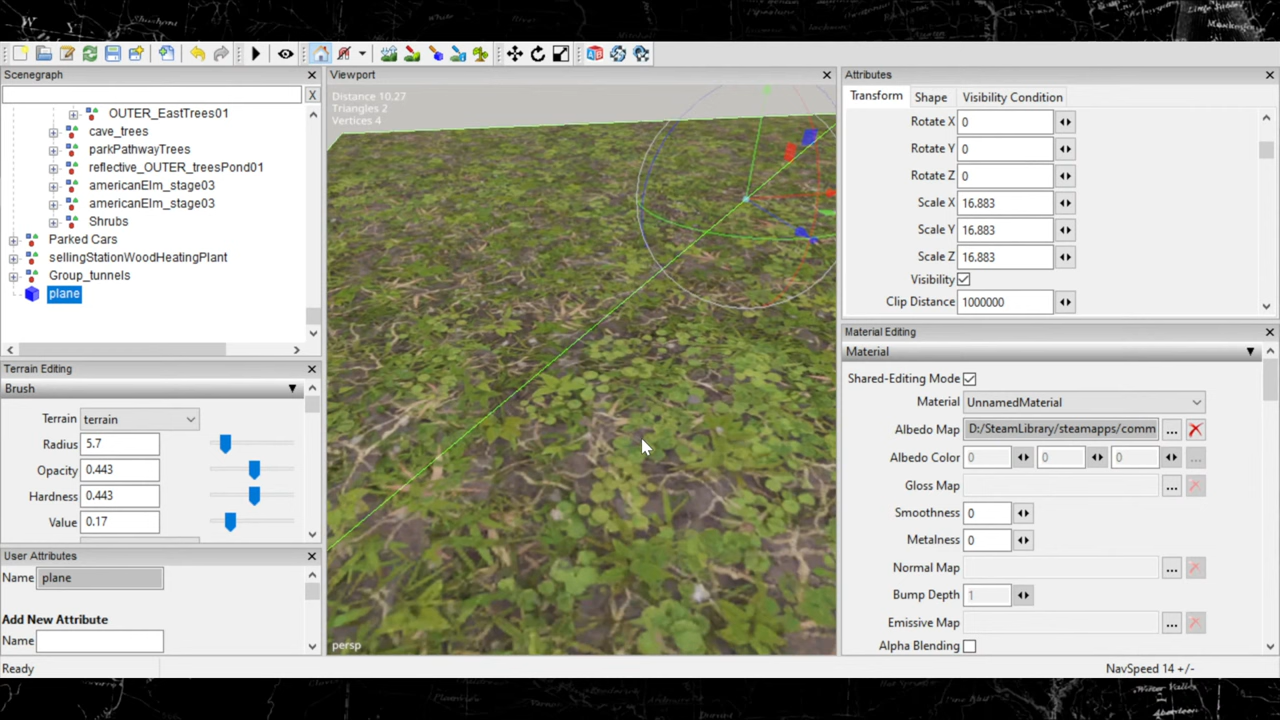 Scenegraph
X
OUTER_EastTrees01
cave_trees
parkPathwayTrees
reflective_OUTER_treesPond01
americanElm_stage03
americanElm_stage03
Shrubs
Parked Cars
sellingStationWoodHeatingPlant
Group_tunnels
plane
Terrain Editing
Brush
Terrain terrain
Radius 5.7
Opacity 0.443
Hardness 0.443
Value 0.17
User Attributes
Name plane
Add New Attribute
Name
Ready
Viewport
Distance 10.27
Triangles 2
Vertices 4
persp
Attributes
Transform Shape Visibility Condition
Rotate X 0
Rotate Y 0
Rotate Z 0
Scale X 16.883
Scale Y 16.883
Scale Z 16.883
Visibility
Clip Distance 1000000
Material Editing
Material
Shared-Editing Mode
Material UnnamedMaterial
Albedo Map D:/SteamLibrary/steamapps/comm ...
Albedo Color 0 0 0 ...
Gloss Map ...
Smoothness 0
Metalness 0
Normal Map ...
Bump Depth 1
Emissive Map ...
Alpha Blending
NavSpeed 14 +/-